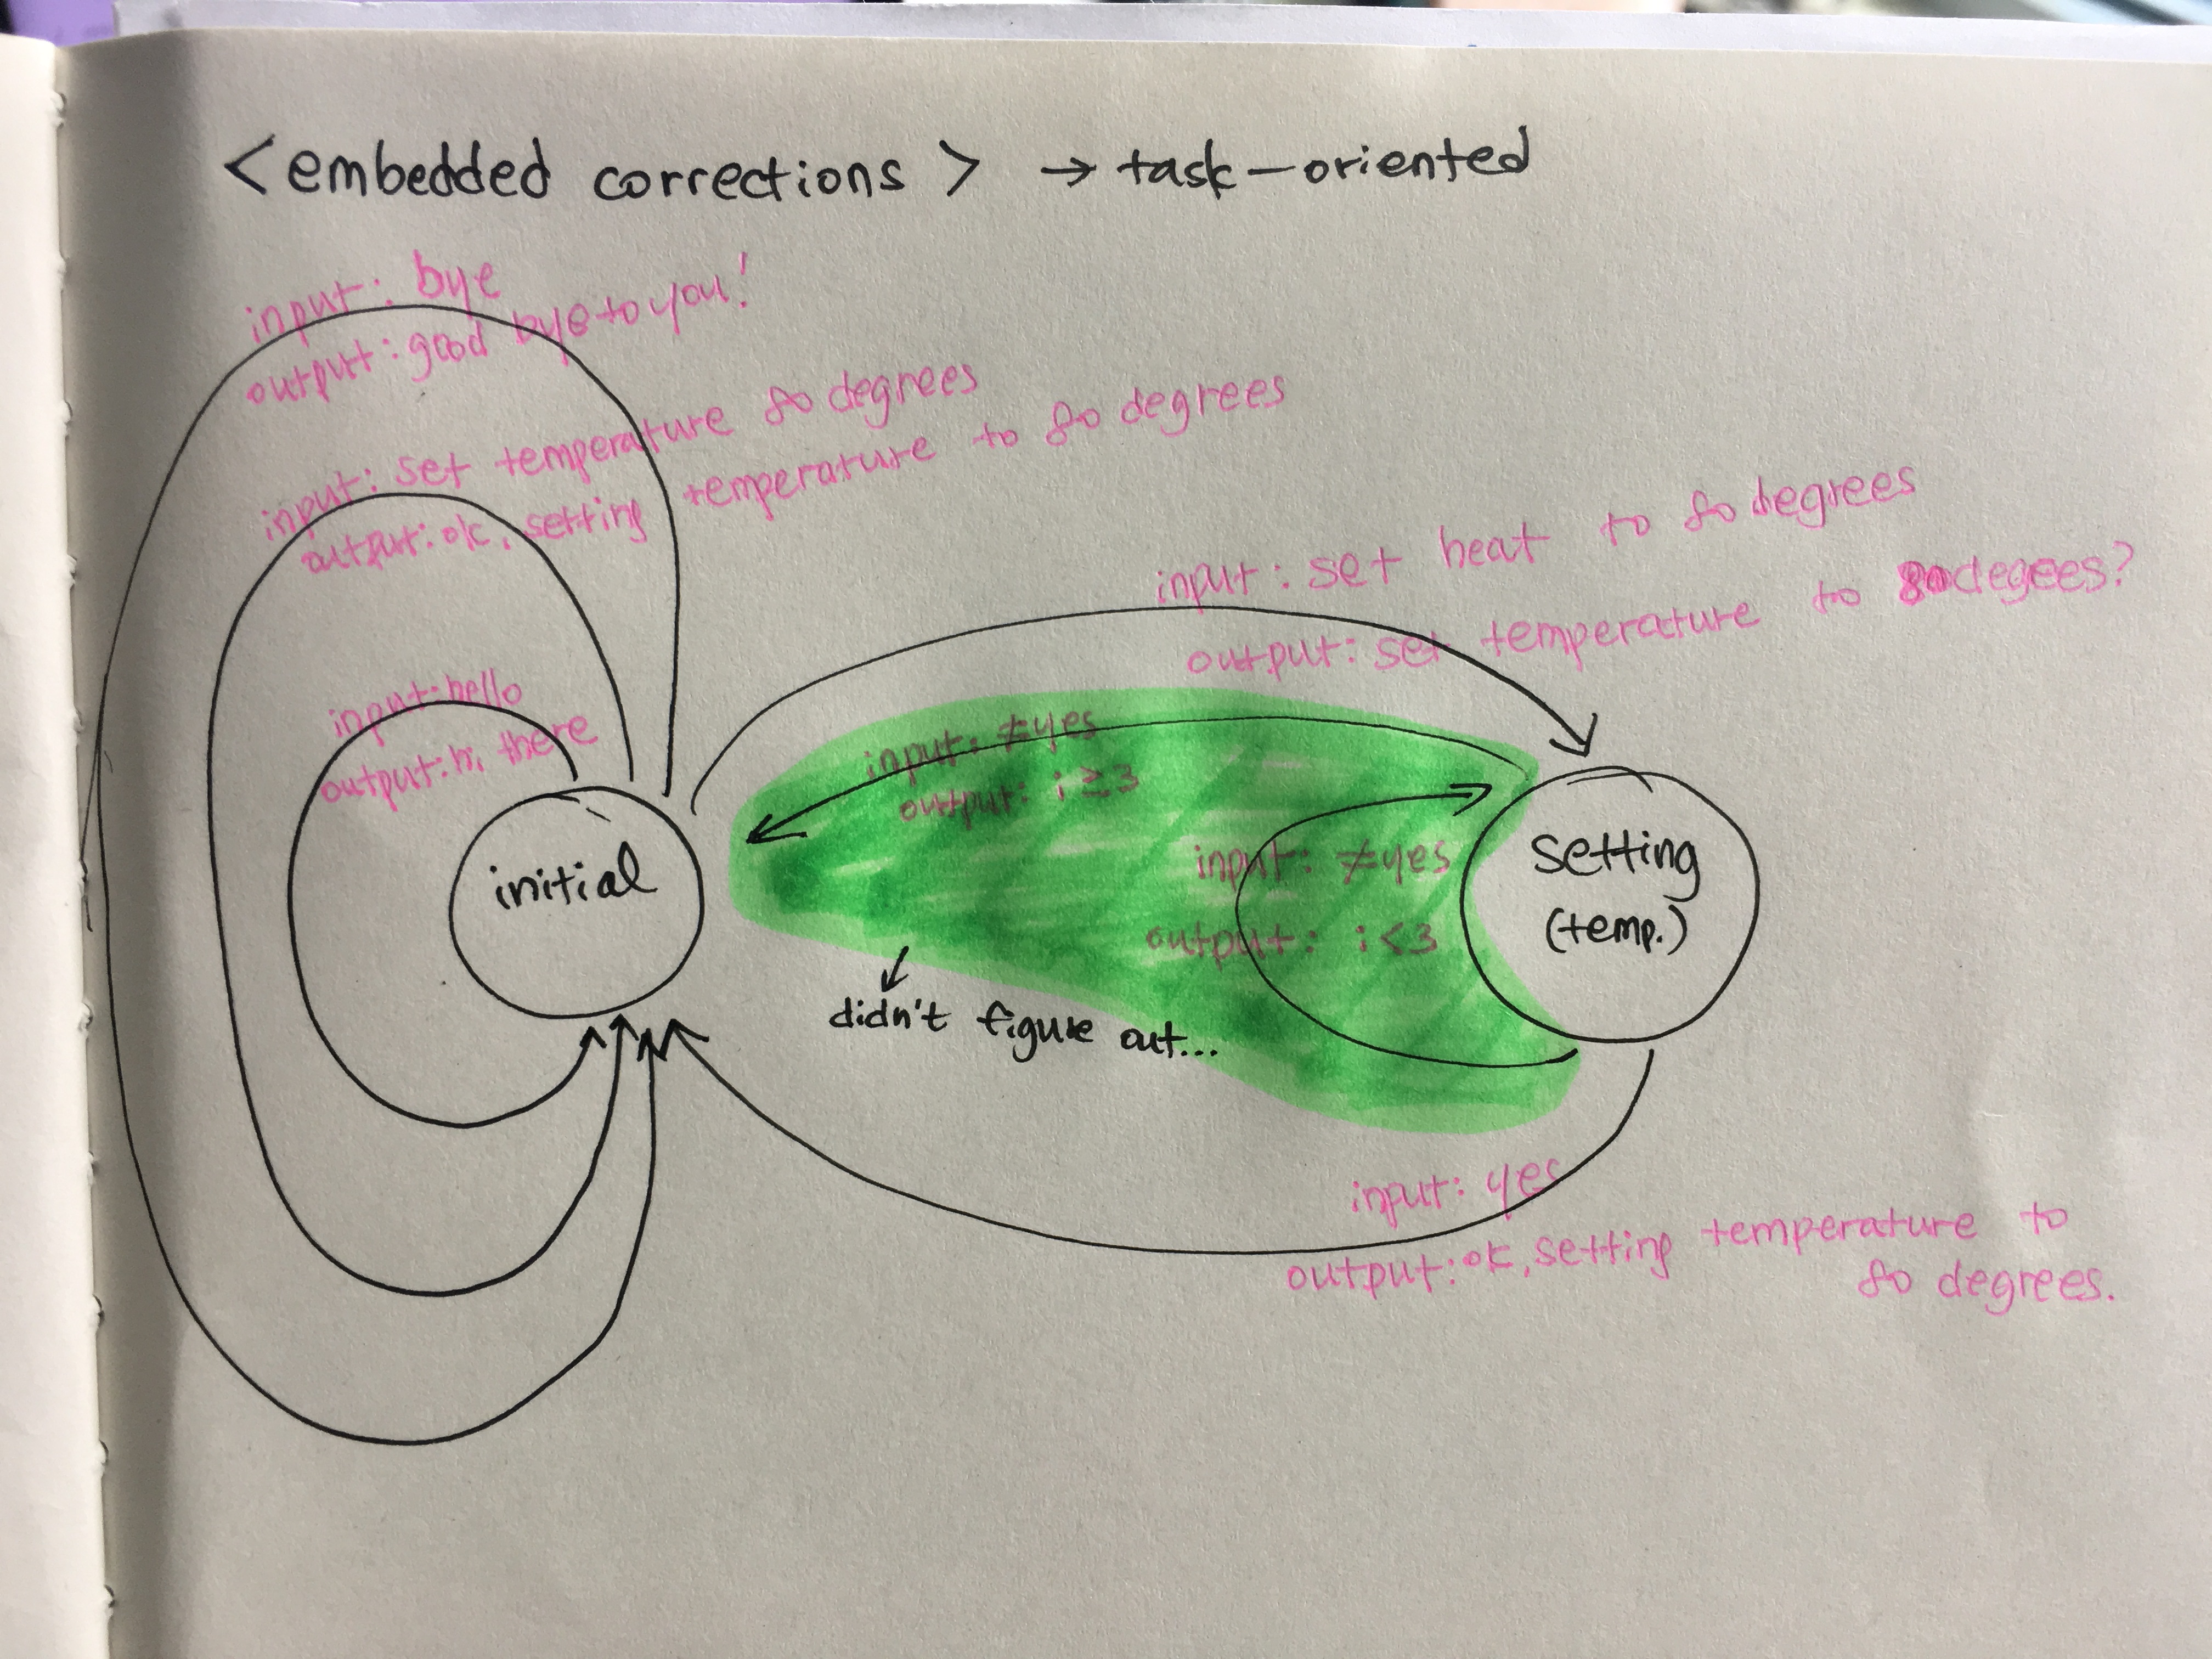 <embedded corrections> → task-oriented
input: bye
output: good bye to you!
input: set temperature 80 degrees
output: ok, setting temperature to 80 degrees
input: set heat to 80 degrees
output: set temperature to 80 degees?
input: hello
output: hi, there
input: ≠yes
output: i ≥ 3
initial
input: ≠yes
output: i < 3
setting
(temp.)
didn't figure out...
input: yes
output: ok, setting temperature to
80 degrees.